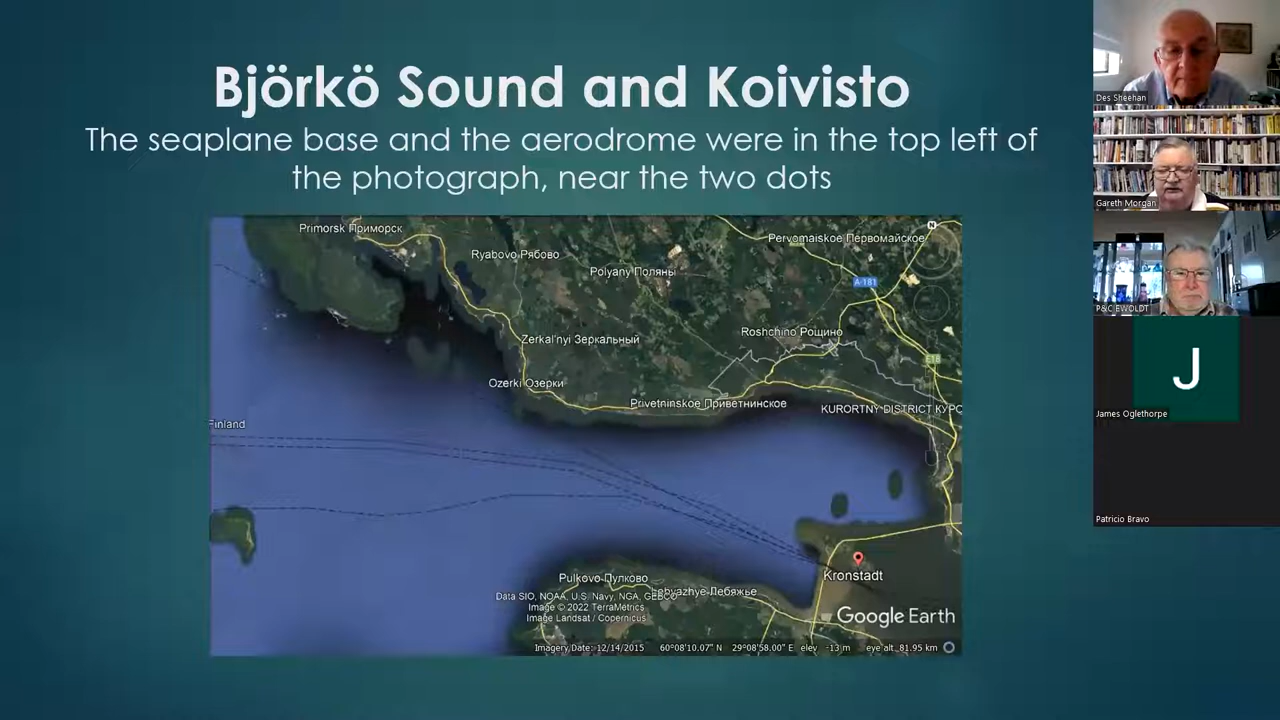 Björkö Sound and Koivisto
The seaplane base and the aerodrome were in the top left of
the photograph, near the two dots
Primorsk Приморск
Ryabovo Рябово
Polyany Поляны
Pervomaiskoe Первомайское
N
A-181
Zerkal'nyi Зеркальный
Roshchino Рощино
E18
Ozerki Озерки
Privetninskoe Приветнинское
KURORTNY DISTRICT КУРО
Finland
Kronstadt
Pulkovo Пулково
Lebyazhye Лебяжье
Data SIO, NOAA, U.S. Navy, NGA, GEBCO
Image © 2022 TerraMetrics
Image Landsat / Copernicus
Google Earth
Imagery Date: 12/14/2015 60°08'10.07" N 29°08'58.00" E elev -13 m eye alt 81.95 km
Des Sheehan
Gareth Morgan
P&C EWOLDT
J
James Oglethorpe
Patricio Bravo